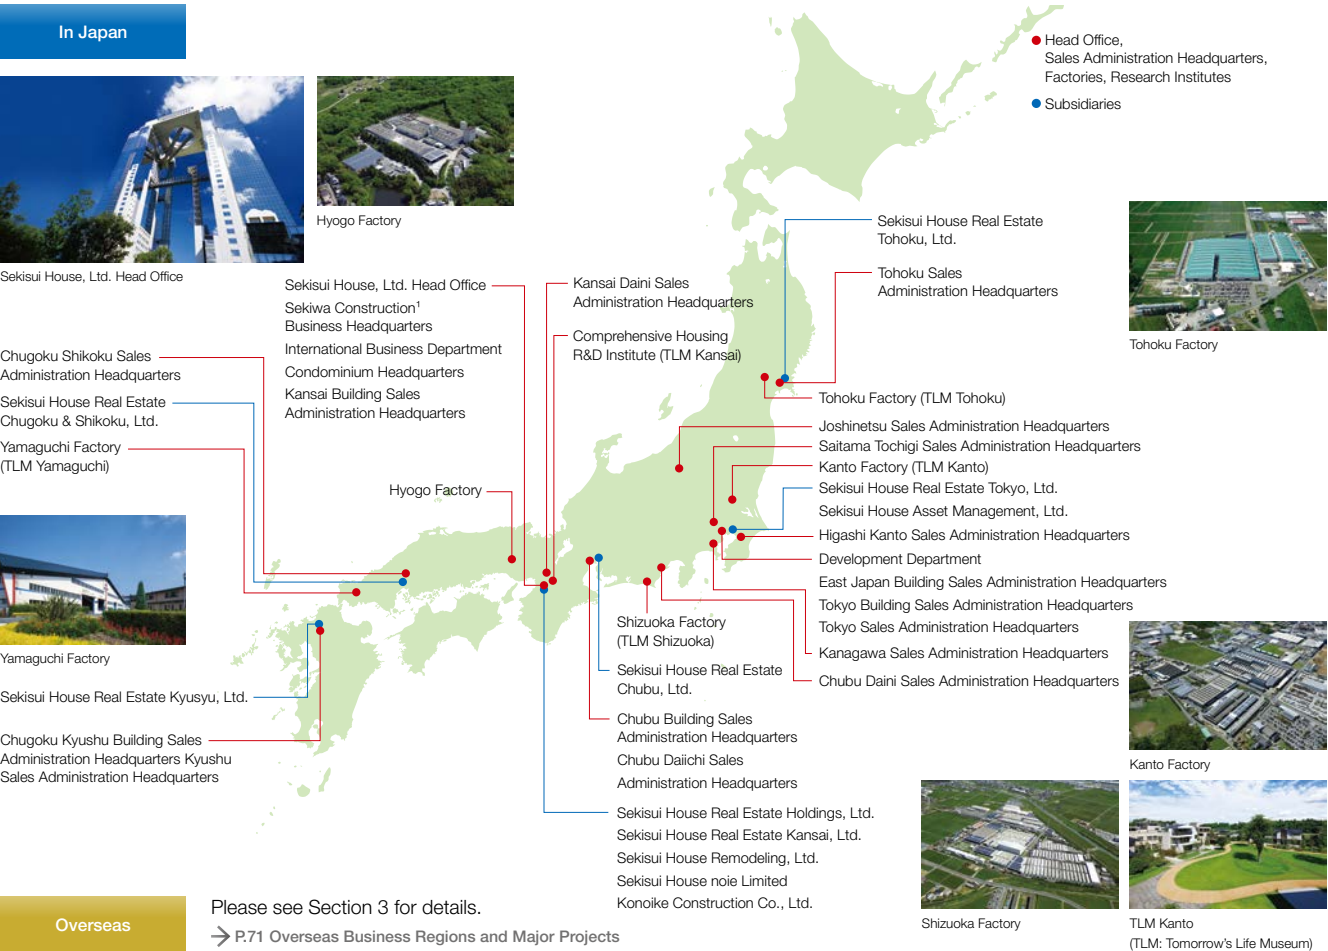 In Japan
Head Office,
Sales Administration Headquarters,
Factories, Research Institutes
Subsidiaries
Sekisui House, Ltd. Head Office
Hyogo Factory
Sekisui House Real Estate
Tohoku, Ltd.
Tohoku Sales
Administration Headquarters
Tohoku Factory
Sekisui House, Ltd. Head Office
Sekiwa Construction¹
Business Headquarters
International Business Department
Condominium Headquarters
Kansai Building Sales
Administration Headquarters
Kansai Daini Sales
Administration Headquarters
Comprehensive Housing
R&D Institute (TLM Kansai)
Chugoku Shikoku Sales
Administration Headquarters
Sekisui House Real Estate
Chugoku & Shikoku, Ltd.
Yamaguchi Factory
(TLM Yamaguchi)
Hyogo Factory
Tohoku Factory (TLM Tohoku)
Joshinetsu Sales Administration Headquarters
Saitama Tochigi Sales Administration Headquarters
Kanto Factory (TLM Kanto)
Sekisui House Real Estate Tokyo, Ltd.
Sekisui House Asset Management, Ltd.
Higashi Kanto Sales Administration Headquarters
Development Department
East Japan Building Sales Administration Headquarters
Tokyo Building Sales Administration Headquarters
Tokyo Sales Administration Headquarters
Kanagawa Sales Administration Headquarters
Chubu Daini Sales Administration Headquarters
Yamaguchi Factory
Sekisui House Real Estate Kyusyu, Ltd.
Chugoku Kyushu Building Sales
Administration Headquarters Kyushu
Sales Administration Headquarters
Shizuoka Factory
(TLM Shizuoka)
Sekisui House Real Estate
Chubu, Ltd.
Chubu Building Sales
Administration Headquarters
Chubu Daiichi Sales
Administration Headquarters
Sekisui House Real Estate Holdings, Ltd.
Sekisui House Real Estate Kansai, Ltd.
Sekisui House Remodeling, Ltd.
Sekisui House noie Limited
Konoike Construction Co., Ltd.
Kanto Factory
Shizuoka Factory
TLM Kanto
(TLM: Tomorrow's Life Museum)
Overseas
Please see Section 3 for details.
→ P.71 Overseas Business Regions and Major Projects